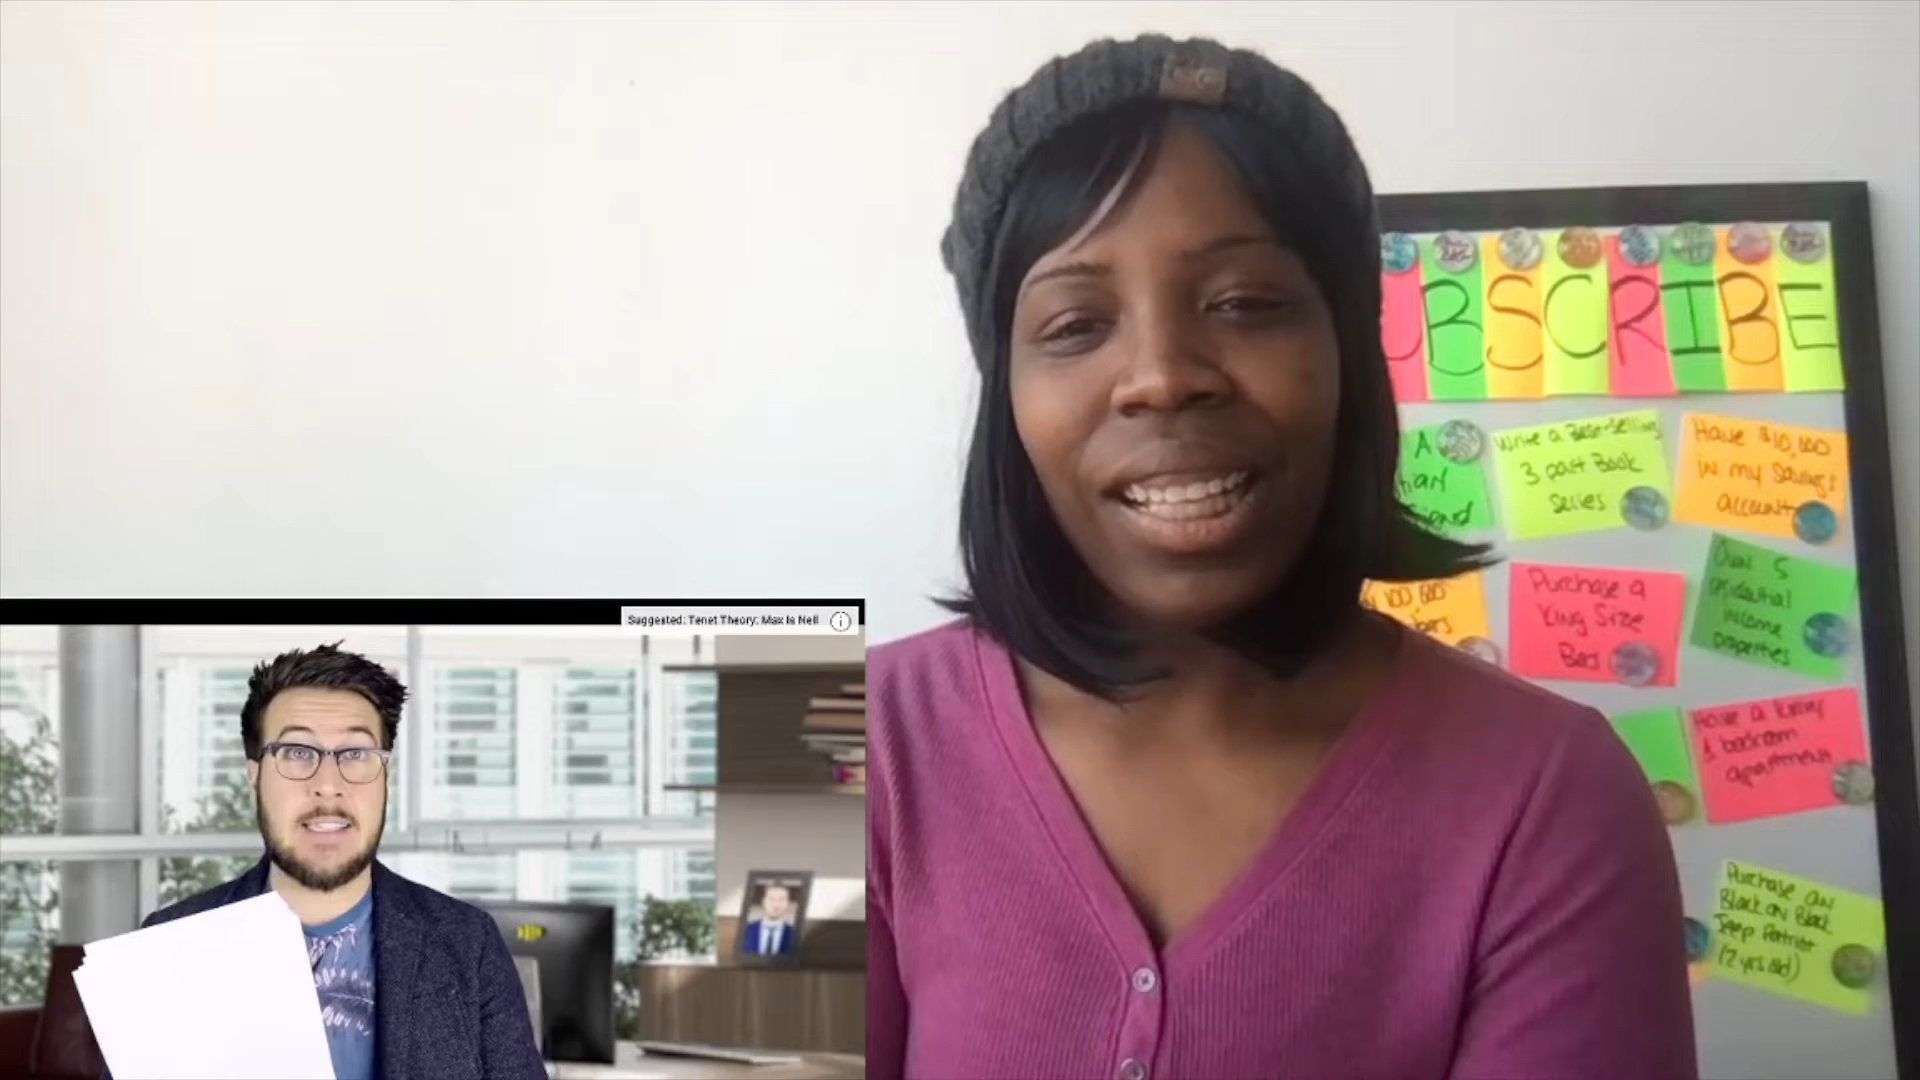 UBSCRIBE
A
Write a Best-Selling
3 part Book
Series
Have $10,000
in my Savings
account
100 000
Purchase a
King Size
Bed
Own 5
residential
income
properties
Suggested: Tenet Theory: Max is Neil
Have a
1 bedroom
apartment
Purchase an
Black on Black
Jeep Patriot
(2 yrs old)